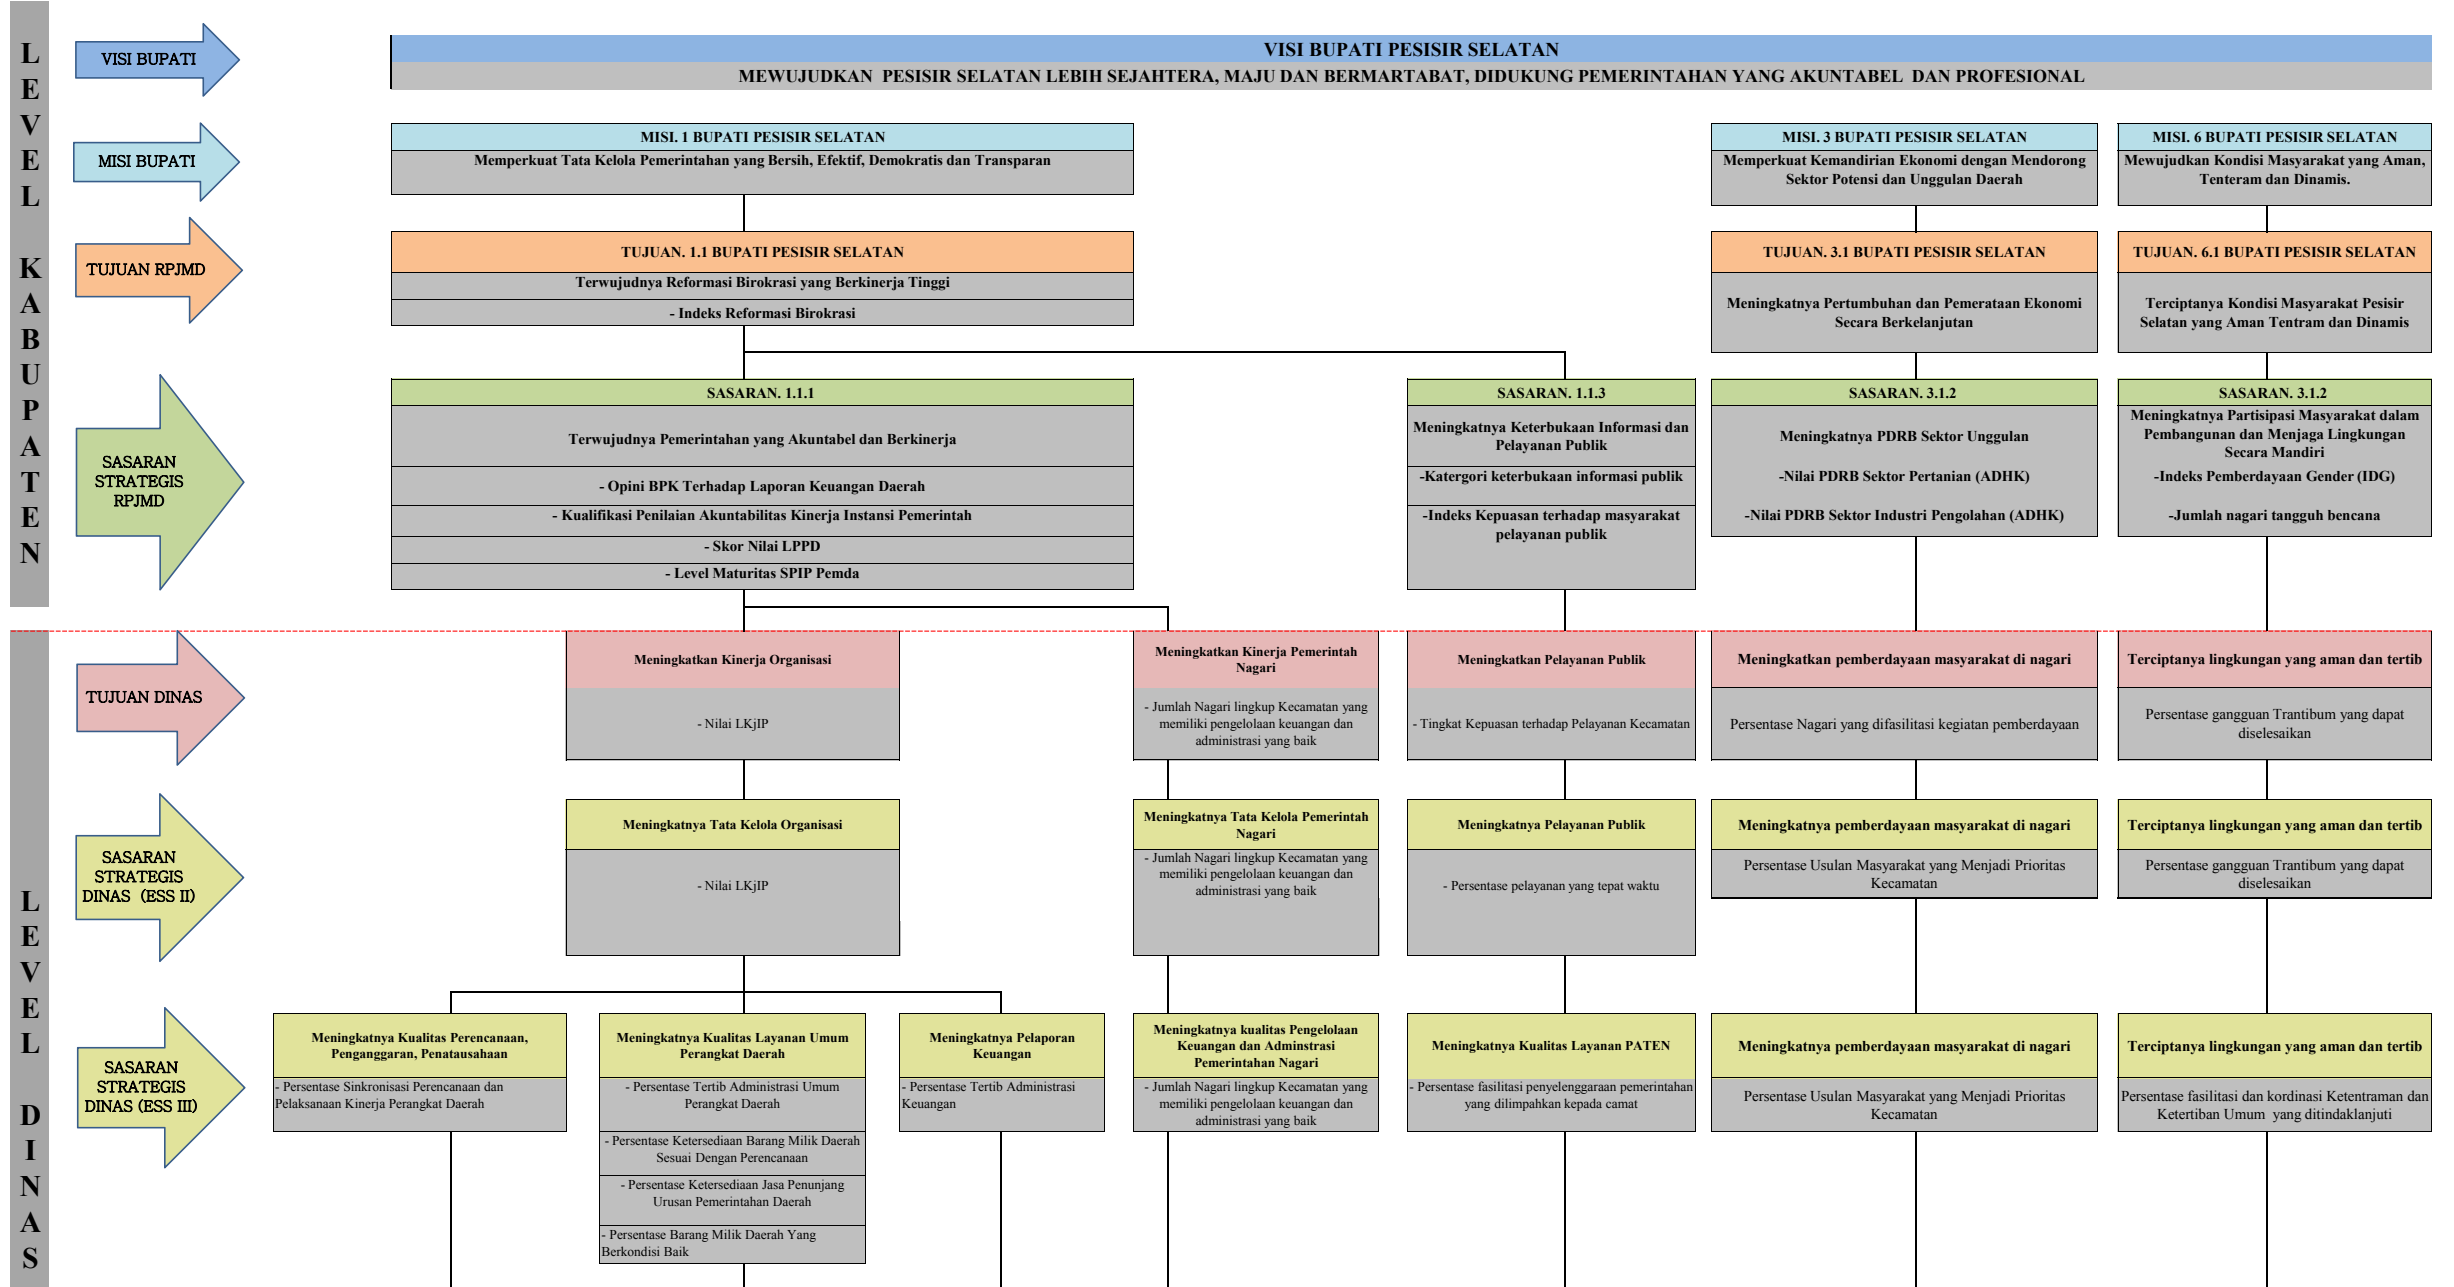 LEVEL KABUPATEN
VISI BUPATI
VISI BUPATI PESISIR SELATAN
MEWUJUDKAN PESISIR SELATAN LEBIH SEJAHTERA, MAJU DAN BERMARTABAT, DIDUKUNG PEMERINTAHAN YANG AKUNTABEL DAN PROFESIONAL
MISI BUPATI
MISI. 1 BUPATI PESISIR SELATAN
Memperkuat Tata Kelola Pemerintahan yang Bersih, Efektif, Demokratis dan Transparan
MISI. 3 BUPATI PESISIR SELATAN
Memperkuat Kemandirian Ekonomi dengan Mendorong
Sektor Potensi dan Unggulan Daerah
MISI. 6 BUPATI PESISIR SELATAN
Mewujudkan Kondisi Masyarakat yang Aman,
Tenteram dan Dinamis.
TUJUAN RPJMD
TUJUAN. 1.1 BUPATI PESISIR SELATAN
Terwujudnya Reformasi Birokrasi yang Berkinerja Tinggi
- Indeks Reformasi Birokrasi
TUJUAN. 3.1 BUPATI PESISIR SELATAN
Meningkatnya Pertumbuhan dan Pemerataan Ekonomi
Secara Berkelanjutan
TUJUAN. 6.1 BUPATI PESISIR SELATAN
Terciptanya Kondisi Masyarakat Pesisir
Selatan yang Aman Tentram dan Dinamis
SASARAN
STRATEGIS
RPJMD
SASARAN. 1.1.1
Terwujudnya Pemerintahan yang Akuntabel dan Berkinerja
- Opini BPK Terhadap Laporan Keuangan Daerah
- Kualifikasi Penilaian Akuntabilitas Kinerja Instansi Pemerintah
- Skor Nilai LPPD
- Level Maturitas SPIP Pemda
SASARAN. 1.1.3
Meningkatnya Keterbukaan Informasi dan
Pelayanan Publik
-Katergori keterbukaan informasi publik
-Indeks Kepuasan terhadap masyarakat
pelayanan publik
SASARAN. 3.1.2
Meningkatnya PDRB Sektor Unggulan
-Nilai PDRB Sektor Pertanian (ADHK)
-Nilai PDRB Sektor Industri Pengolahan (ADHK)
SASARAN. 3.1.2
Meningkatnya Partisipasi Masyarakat dalam
Pembangunan dan Menjaga Lingkungan
Secara Mandiri
-Indeks Pemberdayaan Gender (IDG)
-Jumlah nagari tangguh bencana
LEVEL DINAS
TUJUAN DINAS
Meningkatkan Kinerja Organisasi
- Nilai LKjIP
Meningkatkan Kinerja Pemerintah
Nagari
- Jumlah Nagari lingkup Kecamatan yang
memiliki pengelolaan keuangan dan
administrasi yang baik
Meningkatkan Pelayanan Publik
- Tingkat Kepuasan terhadap Pelayanan Kecamatan
Meningkatkan pemberdayaan masyarakat di nagari
Persentase Nagari yang difasilitasi kegiatan pemberdayaan
Terciptanya lingkungan yang aman dan tertib
Persentase gangguan Trantibum yang dapat
diselesaikan
SASARAN
STRATEGIS
DINAS (ESS II)
Meningkatnya Tata Kelola Organisasi
- Nilai LKjIP
Meningkatnya Tata Kelola Pemerintah
Nagari
- Jumlah Nagari lingkup Kecamatan yang
memiliki pengelolaan keuangan dan
administrasi yang baik
Meningkatnya Pelayanan Publik
- Persentase pelayanan yang tepat waktu
Meningkatnya pemberdayaan masyarakat di nagari
Persentase Usulan Masyarakat yang Menjadi Prioritas
Kecamatan
Terciptanya lingkungan yang aman dan tertib
Persentase gangguan Trantibum yang dapat
diselesaikan
SASARAN
STRATEGIS
DINAS (ESS III)
Meningkatnya Kualitas Perencanaan,
Penganggaran, Penatausahaan
- Persentase Sinkronisasi Perencanaan dan
Pelaksanaan Kinerja Perangkat Daerah
Meningkatnya Kualitas Layanan Umum
Perangkat Daerah
- Persentase Tertib Administrasi Umum
Perangkat Daerah
- Persentase Ketersediaan Barang Milik Daerah
Sesuai Dengan Perencanaan
- Persentase Ketersediaan Jasa Penunjang
Urusan Pemerintahan Daerah
- Persentase Barang Milik Daerah Yang
Berkondisi Baik
Meningkatnya Pelaporan
Keuangan
- Persentase Tertib Administrasi
Keuangan
Meningkatnya kualitas Pengelolaan
Keuangan dan Adminstrasi
Pemerintahan Nagari
- Jumlah Nagari lingkup Kecamatan yang
memiliki pengelolaan keuangan dan
administrasi yang baik
Meningkatnya Kualitas Layanan PATEN
- Persentase fasilitasi penyelenggaraan pemerintahan
yang dilimpahkan kepada camat
Meningkatnya pemberdayaan masyarakat di nagari
Persentase Usulan Masyarakat yang Menjadi Prioritas
Kecamatan
Terciptanya lingkungan yang aman dan tertib
Persentase fasilitasi dan kordinasi Ketentraman dan
Ketertiban Umum yang ditindaklanjuti